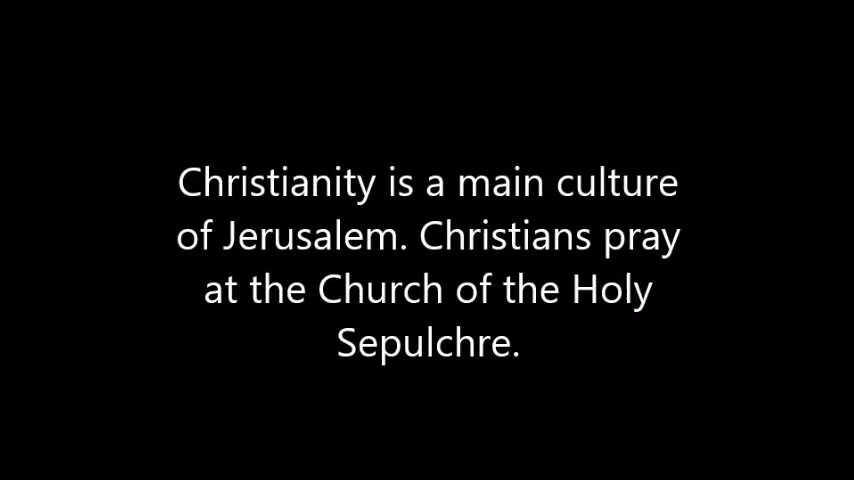 Christianity is a main culture
of Jerusalem. Christians pray
at the Church of the Holy
Sepulchre.